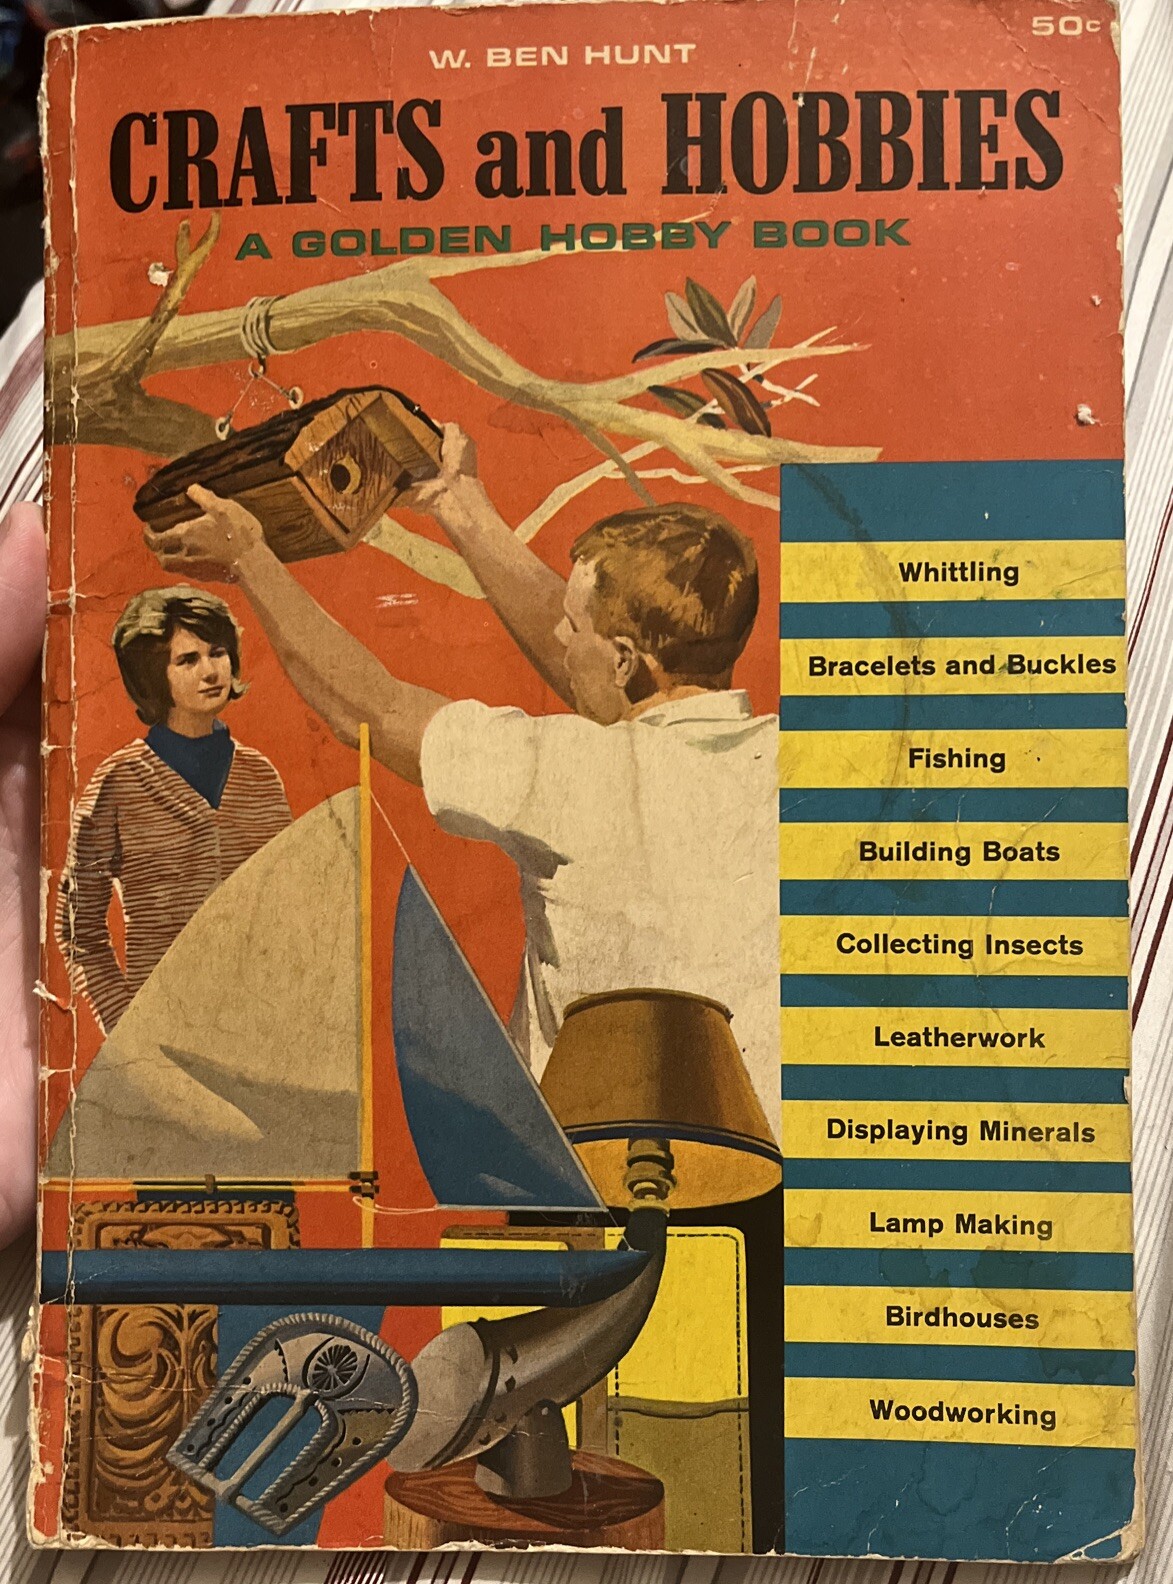 50c
W. BEN HUNT
CRAFTS and HOBBIES
A GOLDEN HOBBY BOOK
Whittling
Bracelets and Buckles
Fishing
Building Boats
Collecting Insects
Leatherwork
Displaying Minerals
Lamp Making
Birdhouses
Woodworking